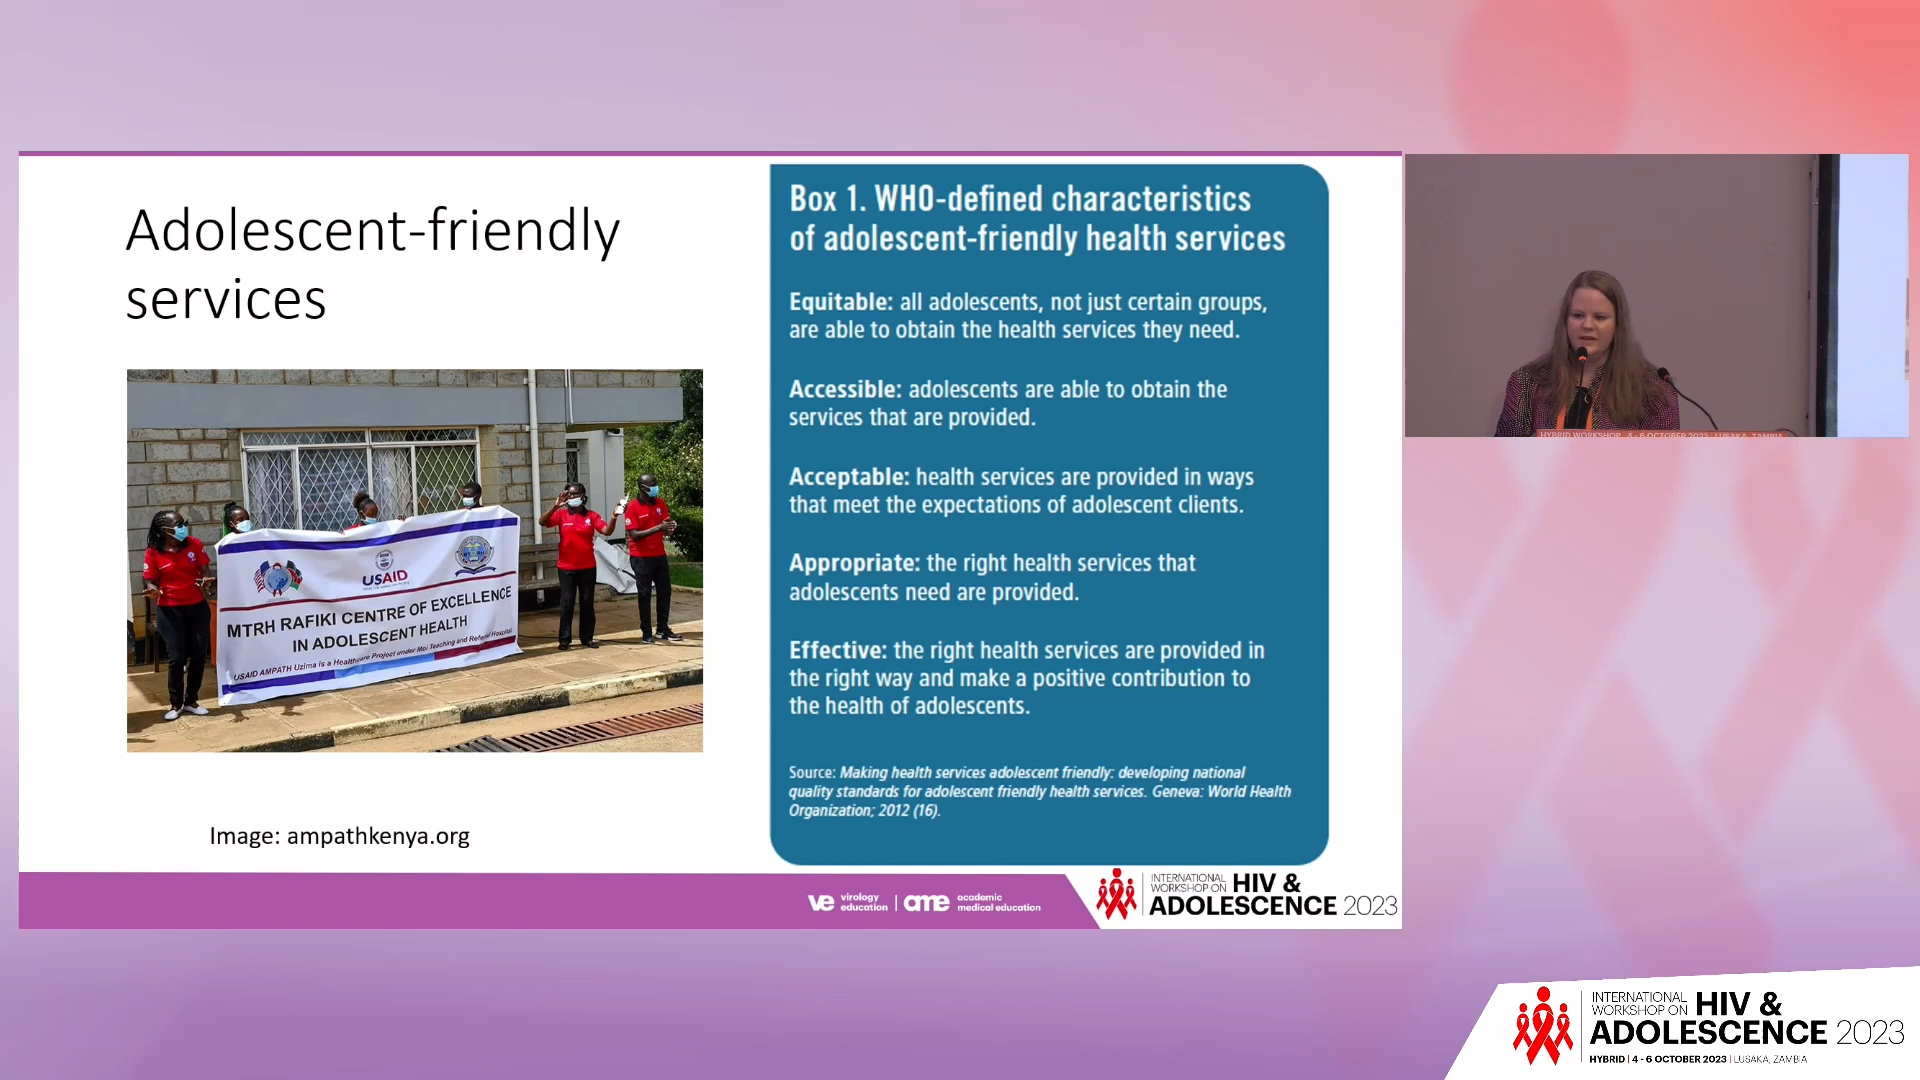 Adolescent-friendly
services
USAID
MTRH RAFIKI CENTRE OF EXCELLENCE
IN ADOLESCENT HEALTH
USAID AMPATH Uzima is a Healthcare Project under Moi Teaching and Referral Hospital
Image: ampathkenya.org
Box 1. WHO-defined characteristics
of adolescent-friendly health services
Equitable: all adolescents, not just certain groups,
are able to obtain the health services they need.
Accessible: adolescents are able to obtain the
services that are provided.
Acceptable: health services are provided in ways
that meet the expectations of adolescent clients.
Appropriate: the right health services that
adolescents need are provided.
Effective: the right health services are provided in
the right way and make a positive contribution to
the health of adolescents.
Source: Making health services adolescent friendly: developing national
quality standards for adolescent friendly health services. Geneva: World Health
Organization; 2012 (16).
ve virology education | ame academic medical education
INTERNATIONAL
WORKSHOP ON HIV &
ADOLESCENCE 2023
HYBRID WORKSHOP 4 - 6 OCTOBER 2023 | LUSAKA, ZAMBIA
INTERNATIONAL
WORKSHOP ON HIV &
ADOLESCENCE 2023
HYBRID | 4 - 6 OCTOBER 2023 | LUSAKA, ZAMBIA